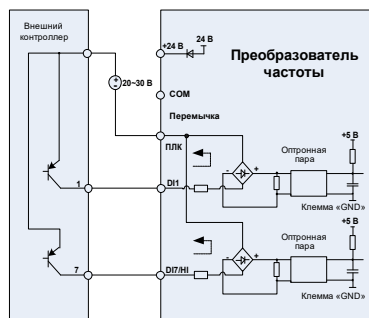 Внешний
контроллер
+24 В
24 В
Преобразователь
частоты
20~30 В
COM
Перемычка
ПЛК
+5 В
Оптронная
пара
1
DI1
-
+
Клемма «GND»
+5 В
Оптронная
пара
7
DI7/HI
-
+
Клемма «GND»